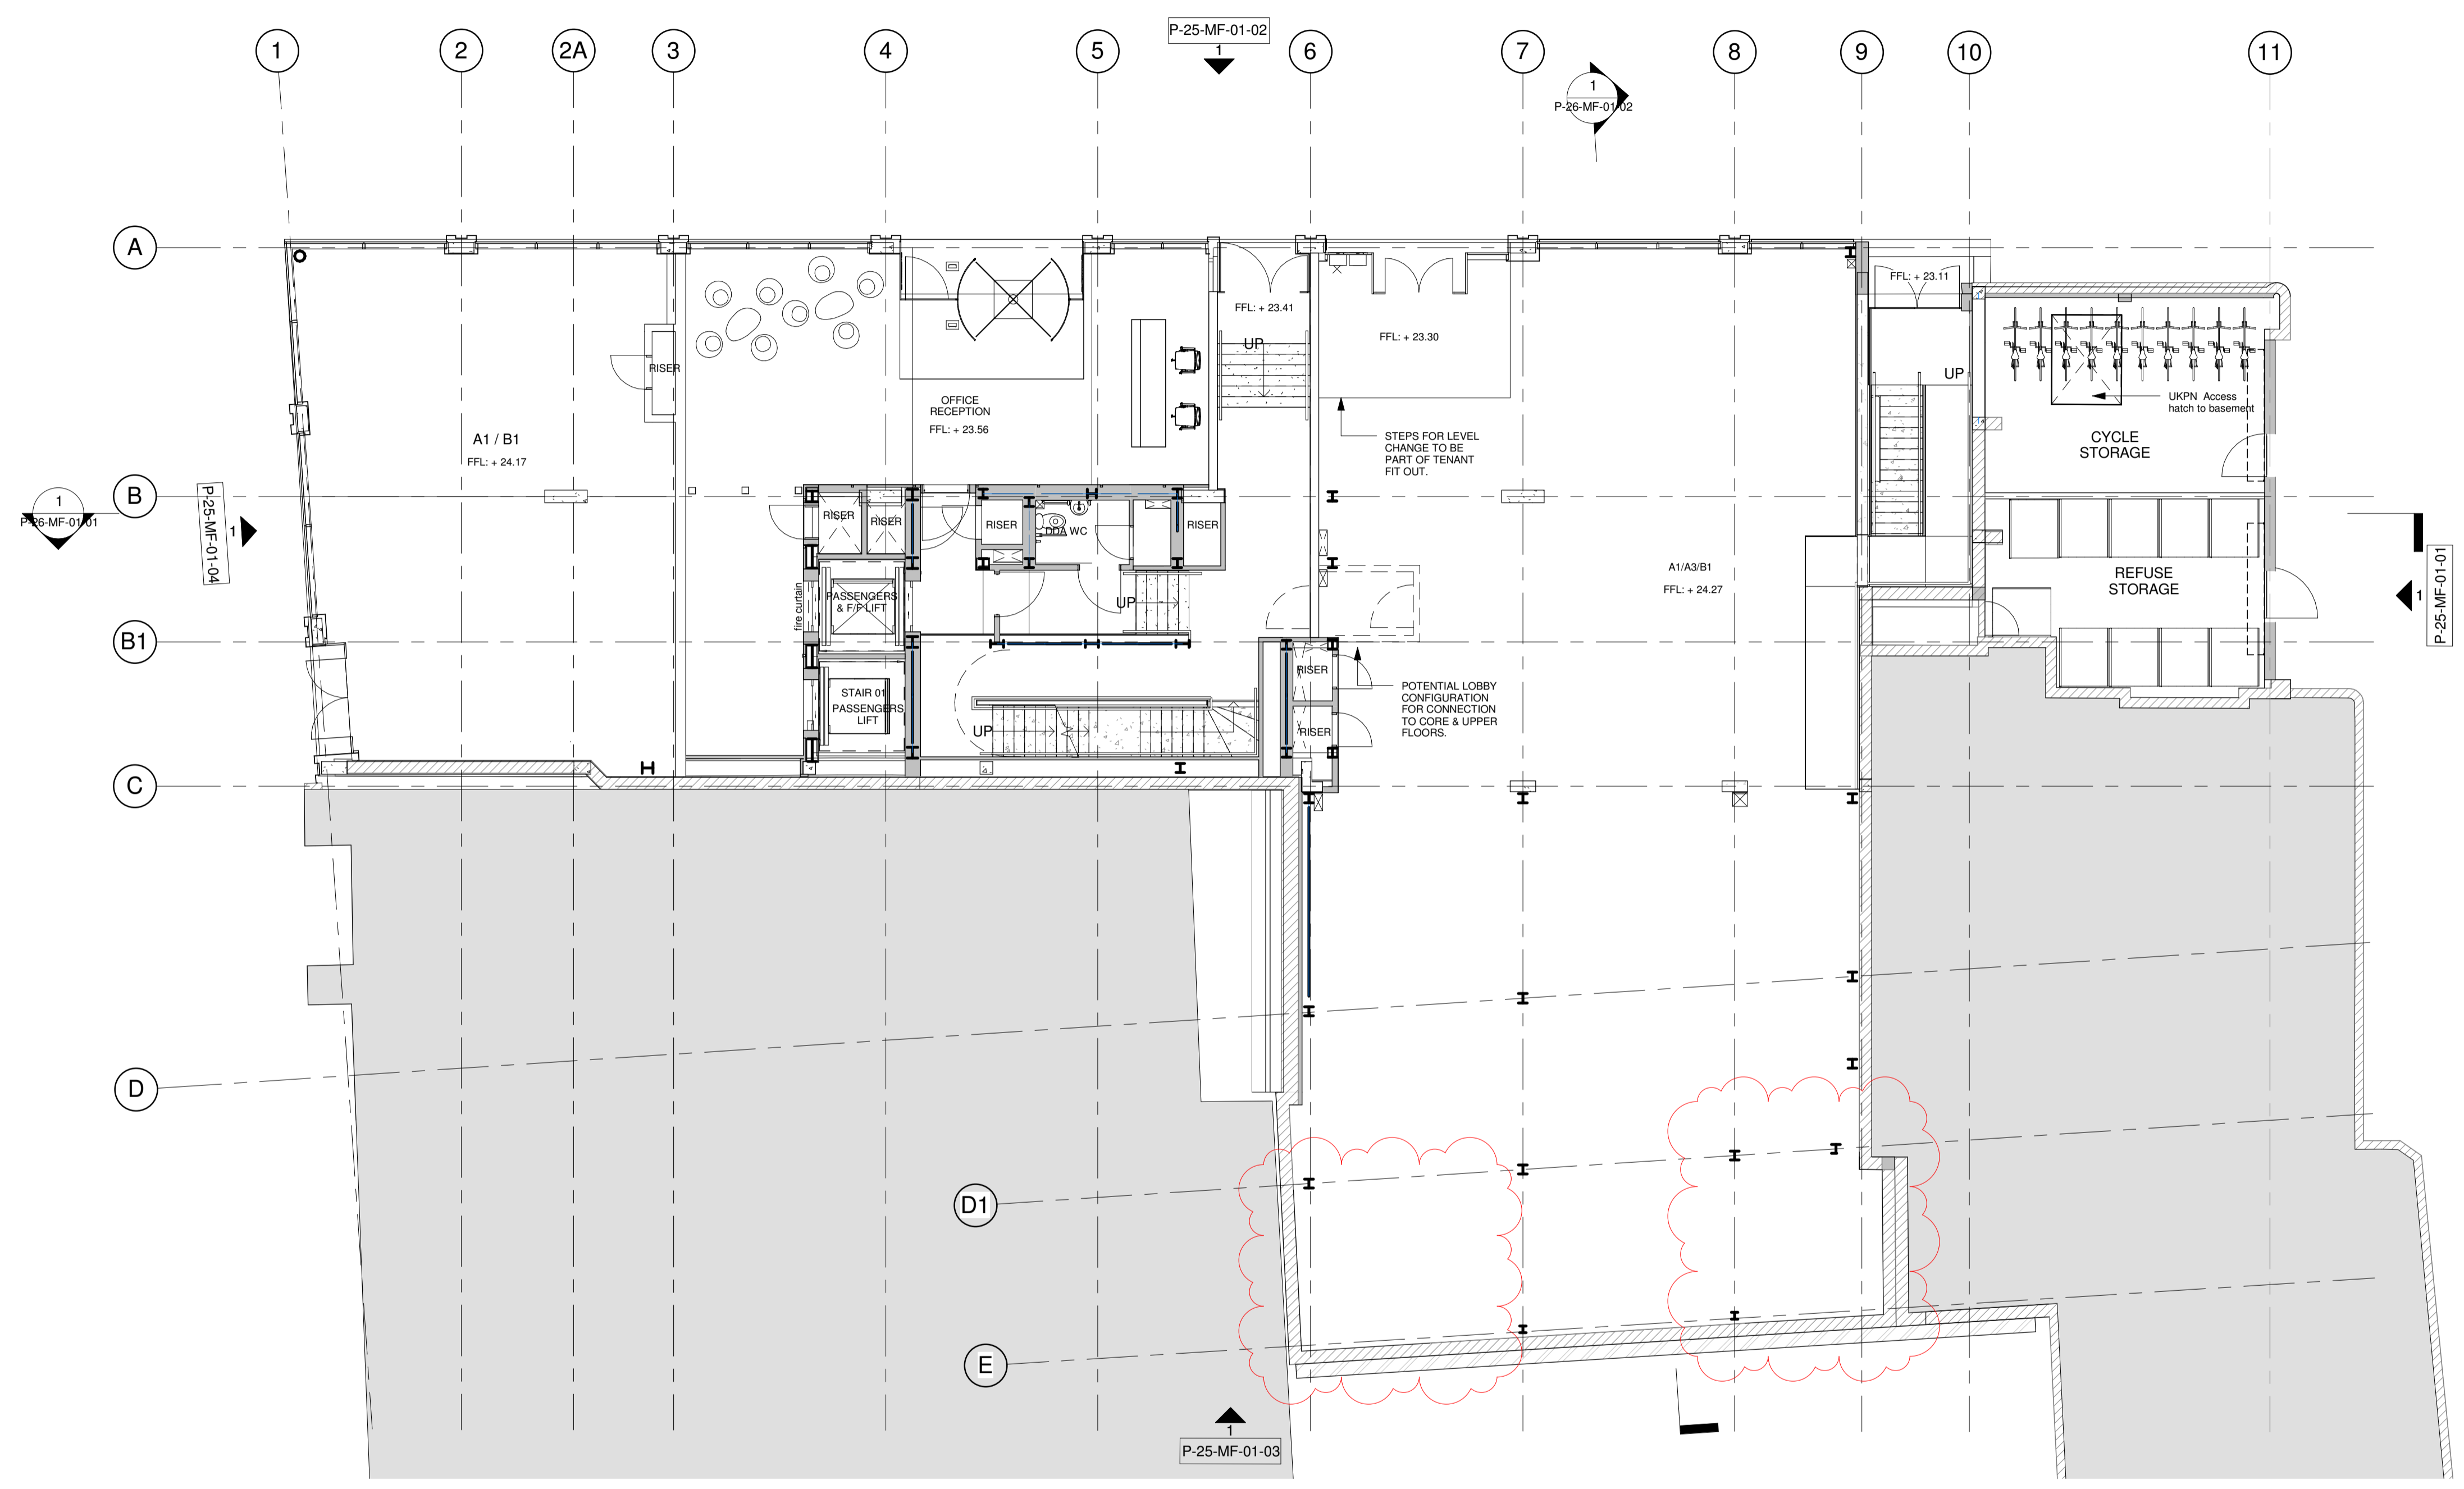 P-25-MF-01-02
1
1
2
2A
3
4
5
6
7
8
9
10
11
1
P-26-MF-01/02
A
FFL: + 23.11
FFL: + 23.41
UP
FFL: + 23.30
RISER
UP
UKPN Access
hatch to basement
OFFICE
RECEPTION
FFL: + 23.56
A1 / B1
FFL: + 24.17
STEPS FOR LEVEL
CHANGE TO BE
PART OF TENANT
FIT OUT.
CYCLE
STORAGE
B
1
P-26-MF-01/01
P-25-MF-01-04
1
RISER
RISER
RISER
DDA WC
RISER
A1/A3/B1
FFL: + 24.27
REFUSE
STORAGE
1
P-25-MF-01-01
fire curtain
PASSENGERS
& F/F LIFT
UP
B1
RISER
STAIR 01
PASSENGERS
LIFT
UP
RISER
POTENTIAL LOBBY
CONFIGURATION
FOR CONNECTION
TO CORE & UPPER
FLOORS.
C
D
D1
E
1
P-25-MF-01-03